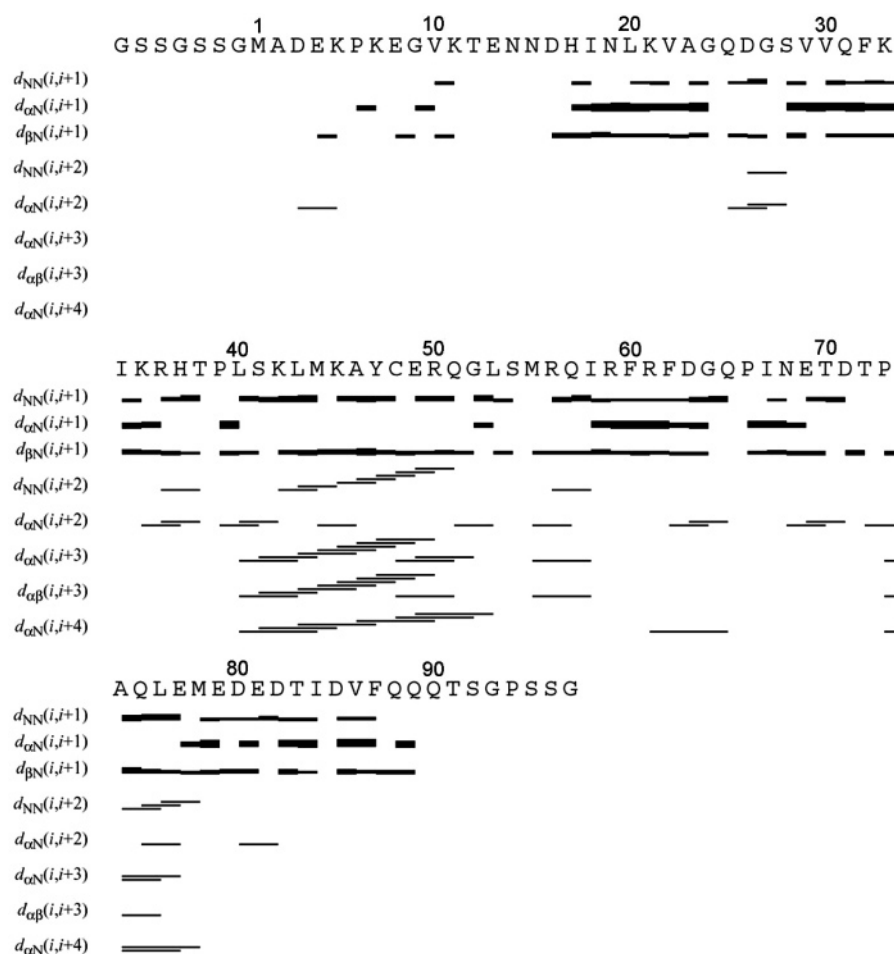 1 10 20 30
GSSGSSGMADEKPKEGVKTENNDHINLKVAGQDGSVVQFK
dNN(i,i+1)
dαN(i,i+1)
dβN(i,i+1)
dNN(i,i+2)
dαN(i,i+2)
dαN(i,i+3)
dαβ(i,i+3)
dαN(i,i+4)
40 50 60 70
IKRHTPLSKLMKAYCERQGLSMRQIRFRFDGQPINETDTP
dNN(i,i+1)
dαN(i,i+1)
dβN(i,i+1)
dNN(i,i+2)
dαN(i,i+2)
dαN(i,i+3)
dαβ(i,i+3)
dαN(i,i+4)
80 90
AQLEMEDEDTIDVFQQQTSGPSSG
dNN(i,i+1)
dαN(i,i+1)
dβN(i,i+1)
dNN(i,i+2)
dαN(i,i+2)
dαN(i,i+3)
dαβ(i,i+3)
dαN(i,i+4)